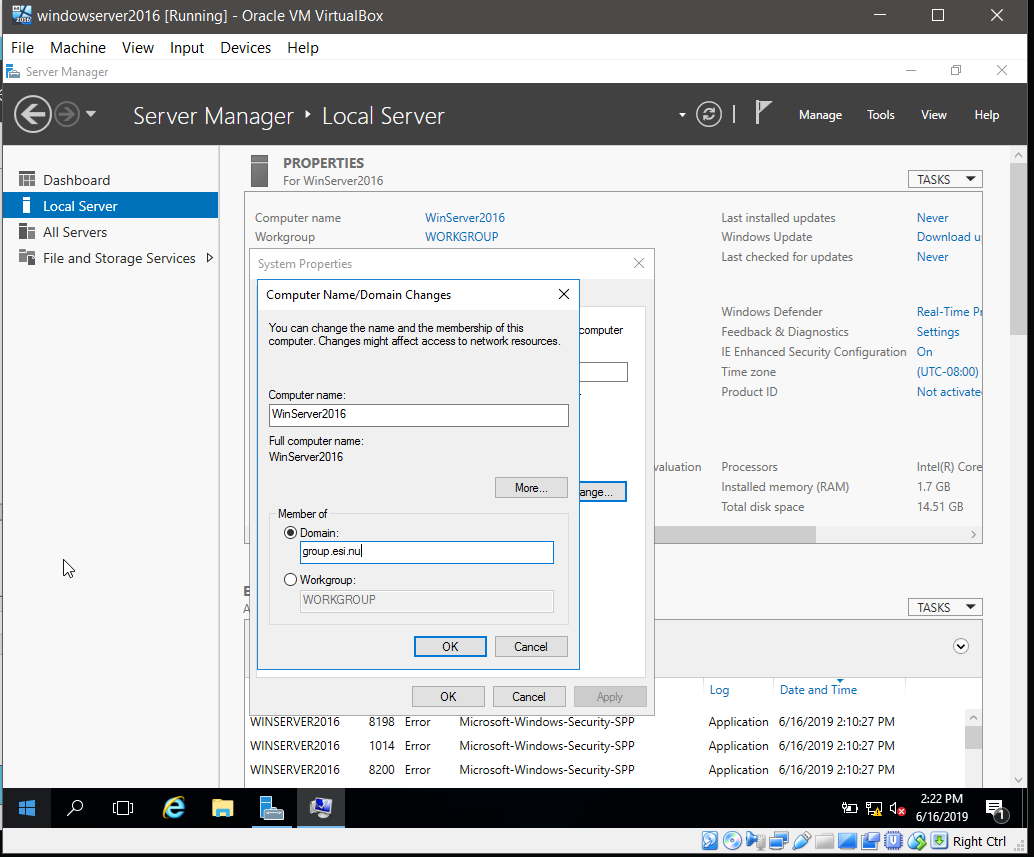 windowserver2016 [Running] - Oracle VM VirtualBox
File Machine View Input Devices Help
Server Manager
Server Manager Local Server
Manage Tools View Help
Dashboard
Local Server
All Servers
File and Storage Services
PROPERTIES
For WinServer2016
TASKS
Computer name WinServer2016
Workgroup WORKGROUP
Last installed updates Never
Windows Update Download u
Last checked for updates Never
Windows Defender Real-Time Pr
Feedback & Diagnostics Settings
IE Enhanced Security Configuration On
Time zone (UTC-08:00)
Product ID Not activate
valuation
Processors Intel(R) Core
Installed memory (RAM) 1.7 GB
Total disk space 14.51 GB
System Properties
computer
ange...
Computer Name/Domain Changes
You can change the name and the membership of this
computer. Changes might affect access to network resources.
Computer name:
WinServer2016
Full computer name:
WinServer2016
More...
Member of
Domain:
group.esi.nu
Workgroup:
WORKGROUP
OK Cancel
OK Cancel Apply
TASKS
Log Date and Time
WINSERVER2016 8198 Error Microsoft-Windows-Security-SPP Application 6/16/2019 2:10:27 PM
WINSERVER2016 1014 Error Microsoft-Windows-Security-SPP Application 6/16/2019 2:10:27 PM
WINSERVER2016 8200 Error Microsoft-Windows-Security-SPP Application 6/16/2019 2:10:27 PM
2:22 PM
6/16/2019
1
Right Ctrl